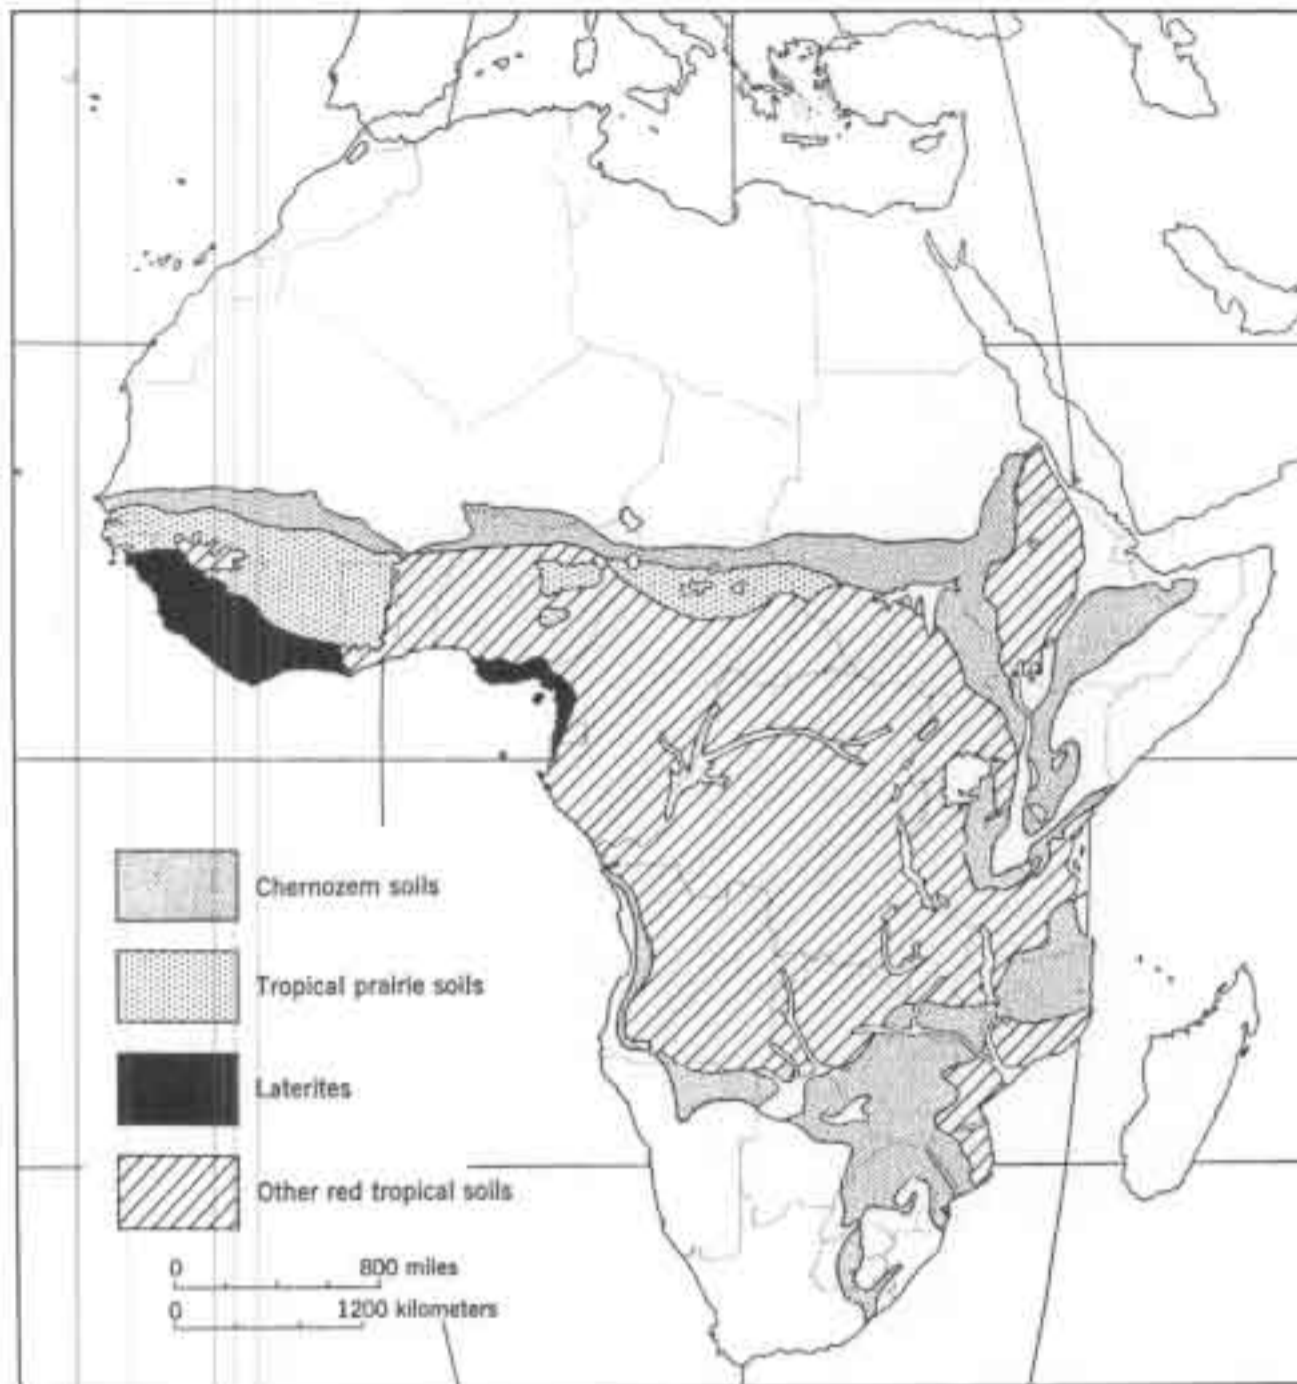 Chernozem soils
Tropical prairie soils
Laterites
Other red tropical soils
0 800 miles
0 1200 kilometers